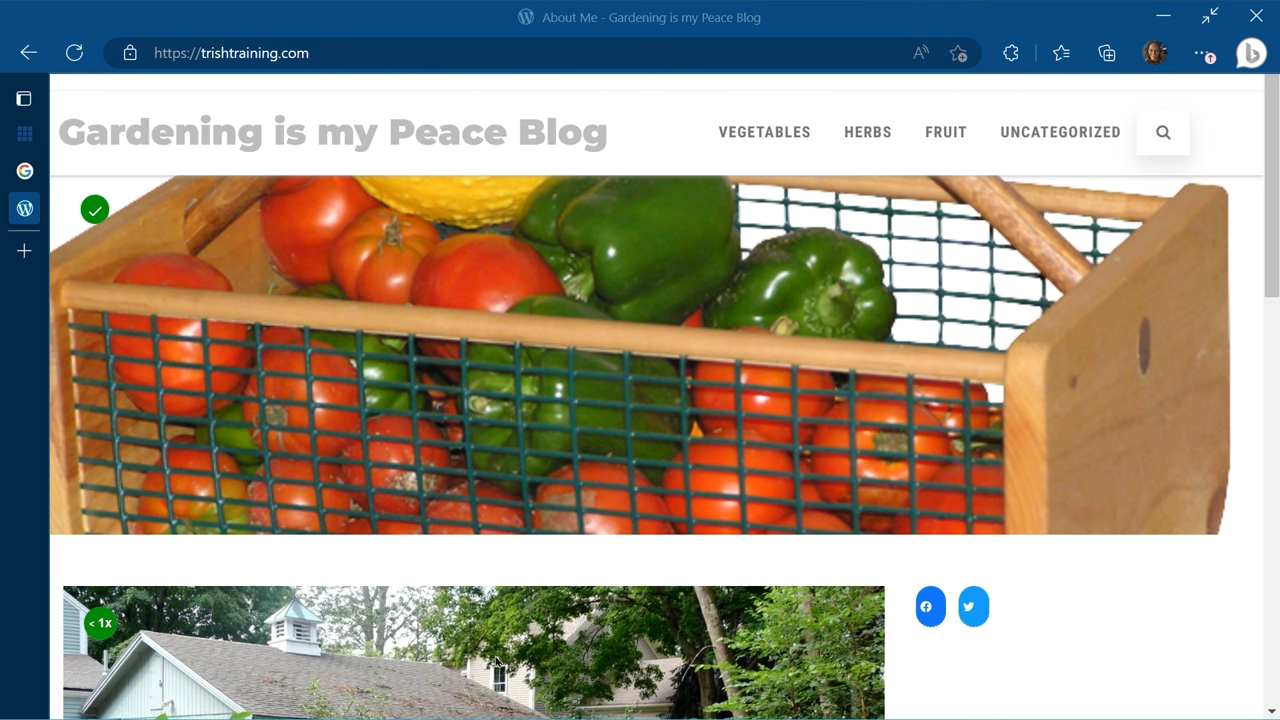 About Me - Gardening is my Peace Blog
https://trishtraining.com
Gardening is my Peace Blog
VEGETABLES
HERBS
FRUIT
UNCATEGORIZED
< 1x